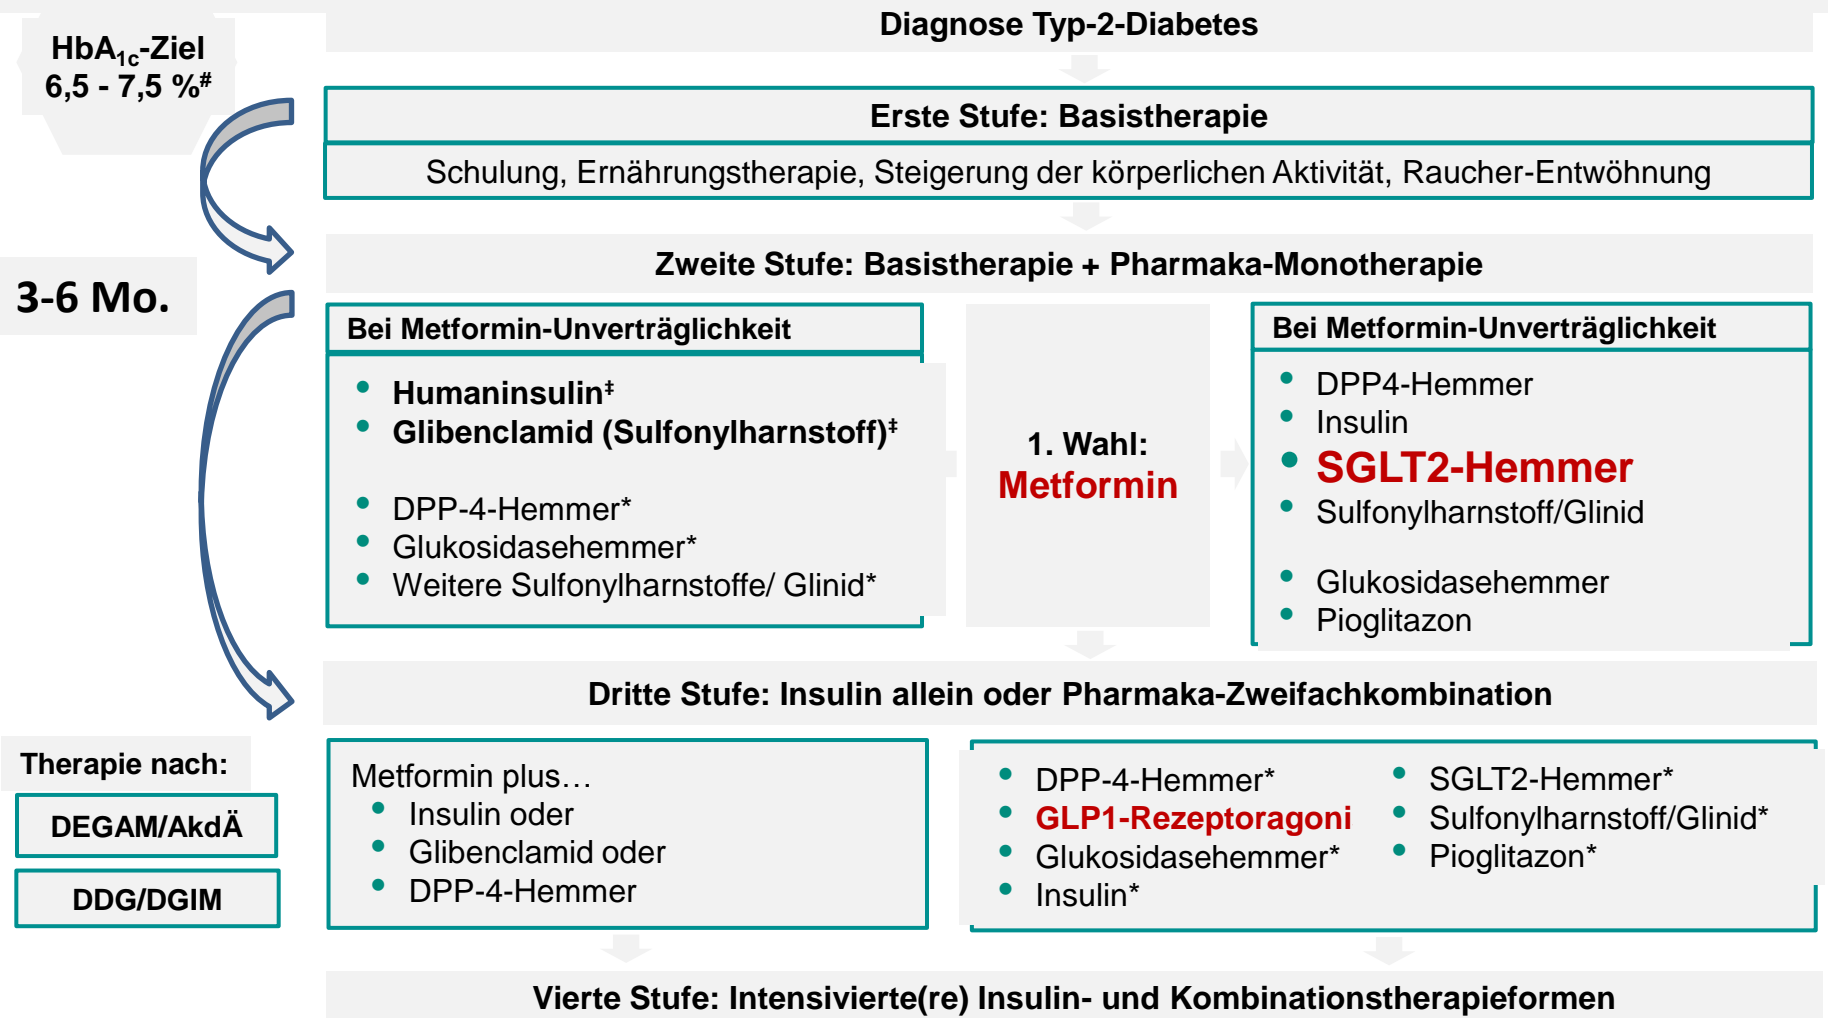 Diagnose Typ-2-Diabetes
HbA1c-Ziel
6,5 - 7,5 %#
Erste Stufe: Basistherapie
Schulung, Ernährungstherapie, Steigerung der körperlichen Aktivität, Raucher-Entwöhnung
Zweite Stufe: Basistherapie + Pharmaka-Monotherapie
3-6 Mo.
Bei Metformin-Unverträglichkeit
• Humaninsulin‡
• Glibenclamid (Sulfonylharnstoff)‡
• DPP-4-Hemmer*
• Glukosidasehemmer*
• Weitere Sulfonylharnstoffe/ Glinid*
1. Wahl:
Metformin
Bei Metformin-Unverträglichkeit
• DPP4-Hemmer
• Insulin
• SGLT2-Hemmer
• Sulfonylharnstoff/Glinid
• Glukosidasehemmer
• Pioglitazon
Dritte Stufe: Insulin allein oder Pharmaka-Zweifachkombination
Therapie nach:
DEGAM/AkdÄ
DDG/DGIM
Metformin plus…
• Insulin oder
• Glibenclamid oder
• DPP-4-Hemmer
• DPP-4-Hemmer*
• GLP1-Rezeptoragoni
• Glukosidasehemmer*
• Insulin*
• SGLT2-Hemmer*
• Sulfonylharnstoff/Glinid*
• Pioglitazon*
Vierte Stufe: Intensivierte(re) Insulin- und Kombinationstherapieformen